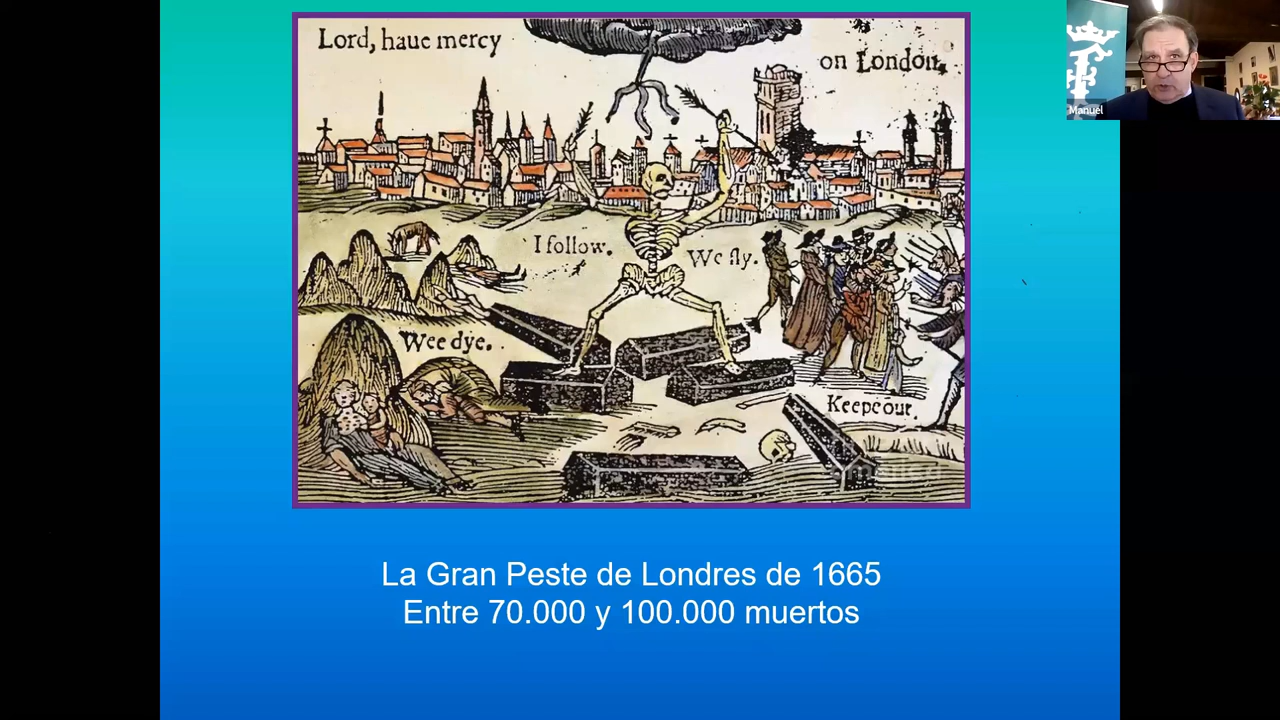 Lord, haue mercy
on London.
I follow.
We fly.
Wee dye.
Keepe out.
La Gran Peste de Londres de 1665
Entre 70.000 y 100.000 muertos
Manuel